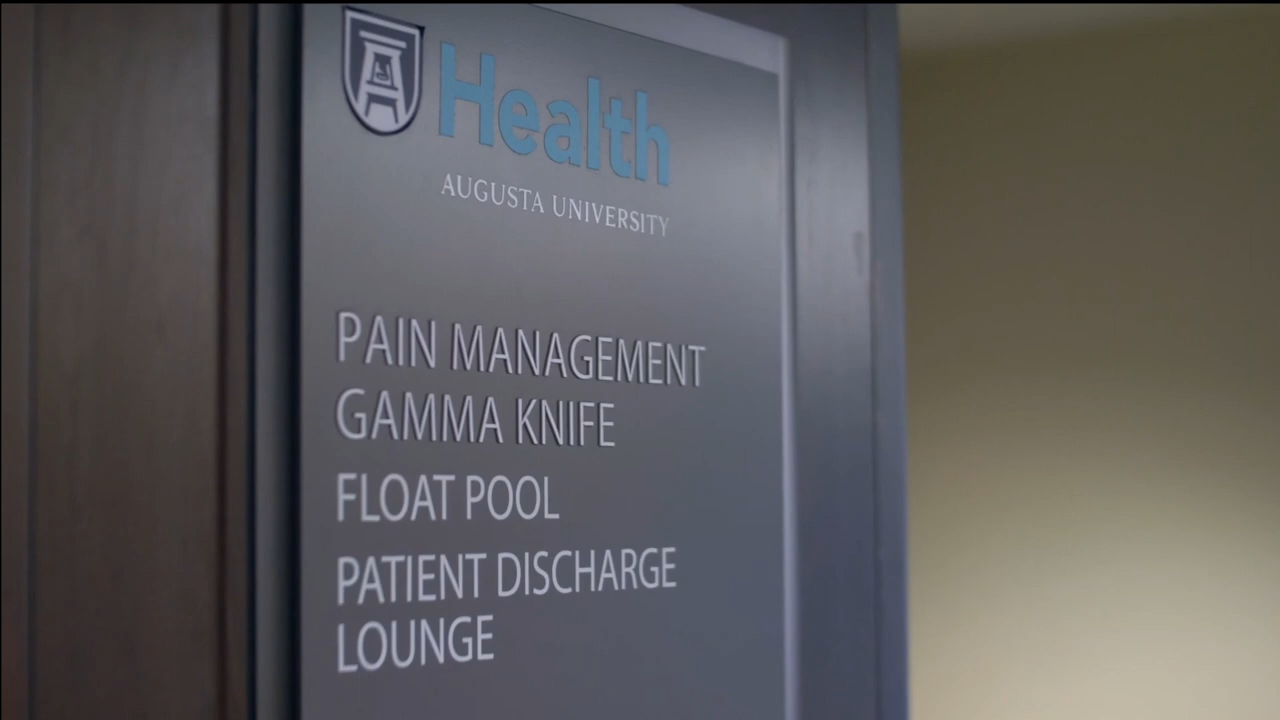 Health
AUGUSTA UNIVERSITY
PAIN MANAGEMENT
GAMMA KNIFE
FLOAT POOL
PATIENT DISCHARGE
LOUNGE